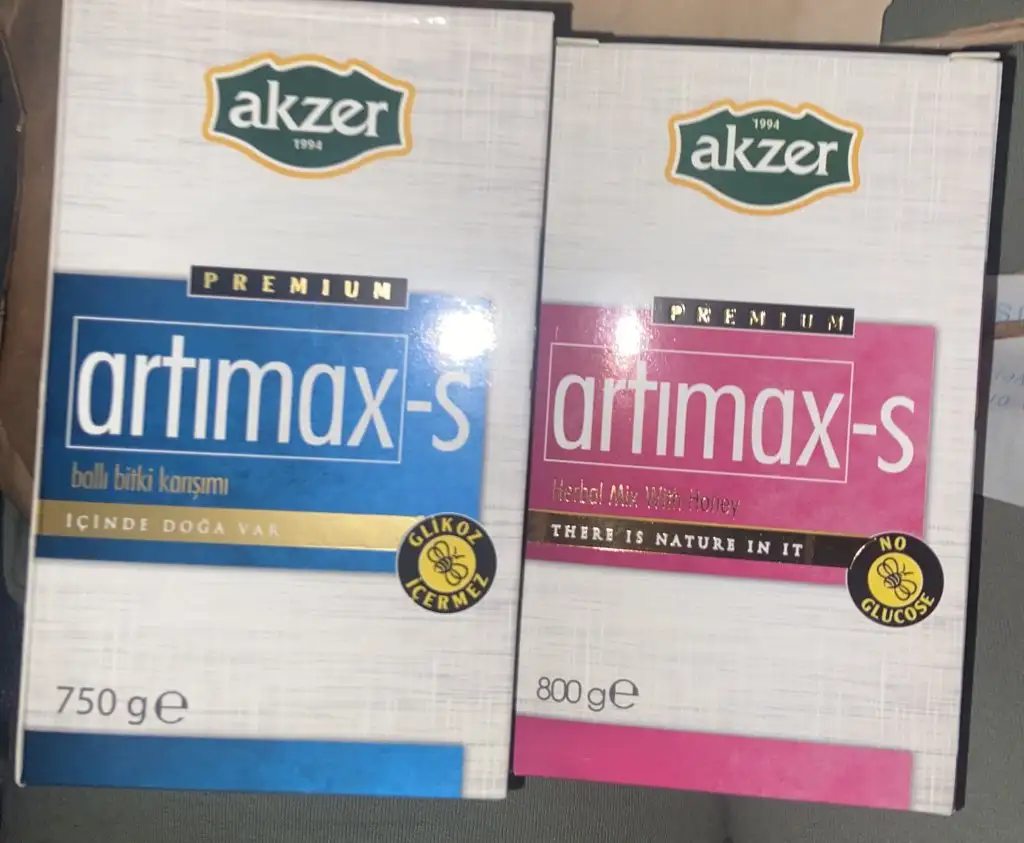 akzer
1994
PREMIUM
artımax-s
ballı bitki karışımı
İÇİNDE DOĞA VAR
GLİKOZ
İÇERMEZ
750 g ℮
1994
akzer
PREMIUM
artımax-s
Herbal Mix With Honey
THERE IS NATURE IN IT
NO
GLUCOSE
800 g ℮